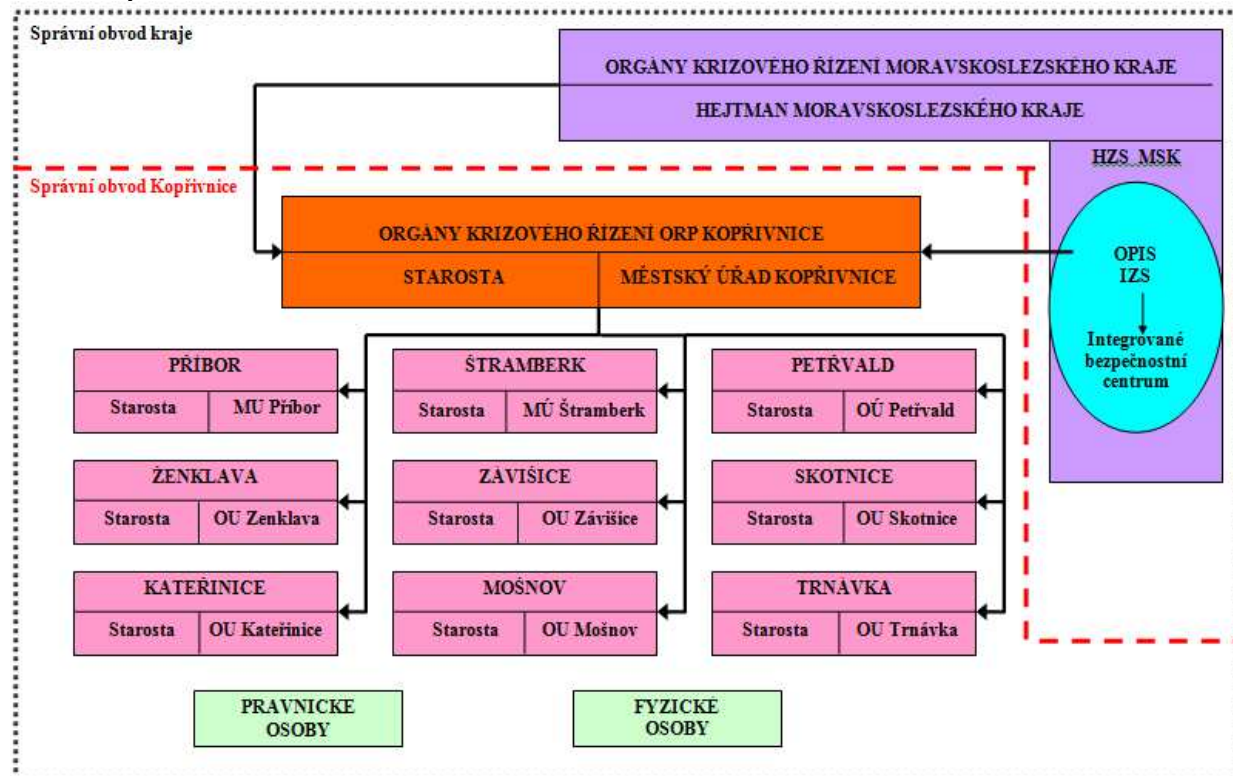 Správní obvod kraje
ORGÁNY KRIZOVÉHO ŘÍZENÍ MORAVSKOSLEZSKÉHO KRAJE
HEJTMAN MORAVSKOSLEZSKÉHO KRAJE
HZS MSK
Správní obvod Kopřivnice
ORGÁNY KRIZOVÉHO ŘÍZENÍ ORP KOPŘIVNICE
STAROSTA
MĚSTSKÝ ÚŘAD KOPŘIVNICE
OPIS
IZS
Integrované
bezpečnostní
centrum
PŘÍBOR
Starosta
MU Příbor
ŠTRAMBERK
Starosta
MÚ Štramberk
PETŘVALD
Starosta
OÚ Petřvald
ŽENKLAVA
Starosta
OU Zenklava
ZÁVIŠICE
Starosta
OU Závišice
SKOTNICE
Starosta
OU Skotnice
KATEŘINICE
Starosta
OU Kateřinice
MOŠNOV
Starosta
OU Mošnov
TRNÁVKA
Starosta
OU Trnávka
PRAVNICKE
OSOBY
FYZICKÉ
OSOBY